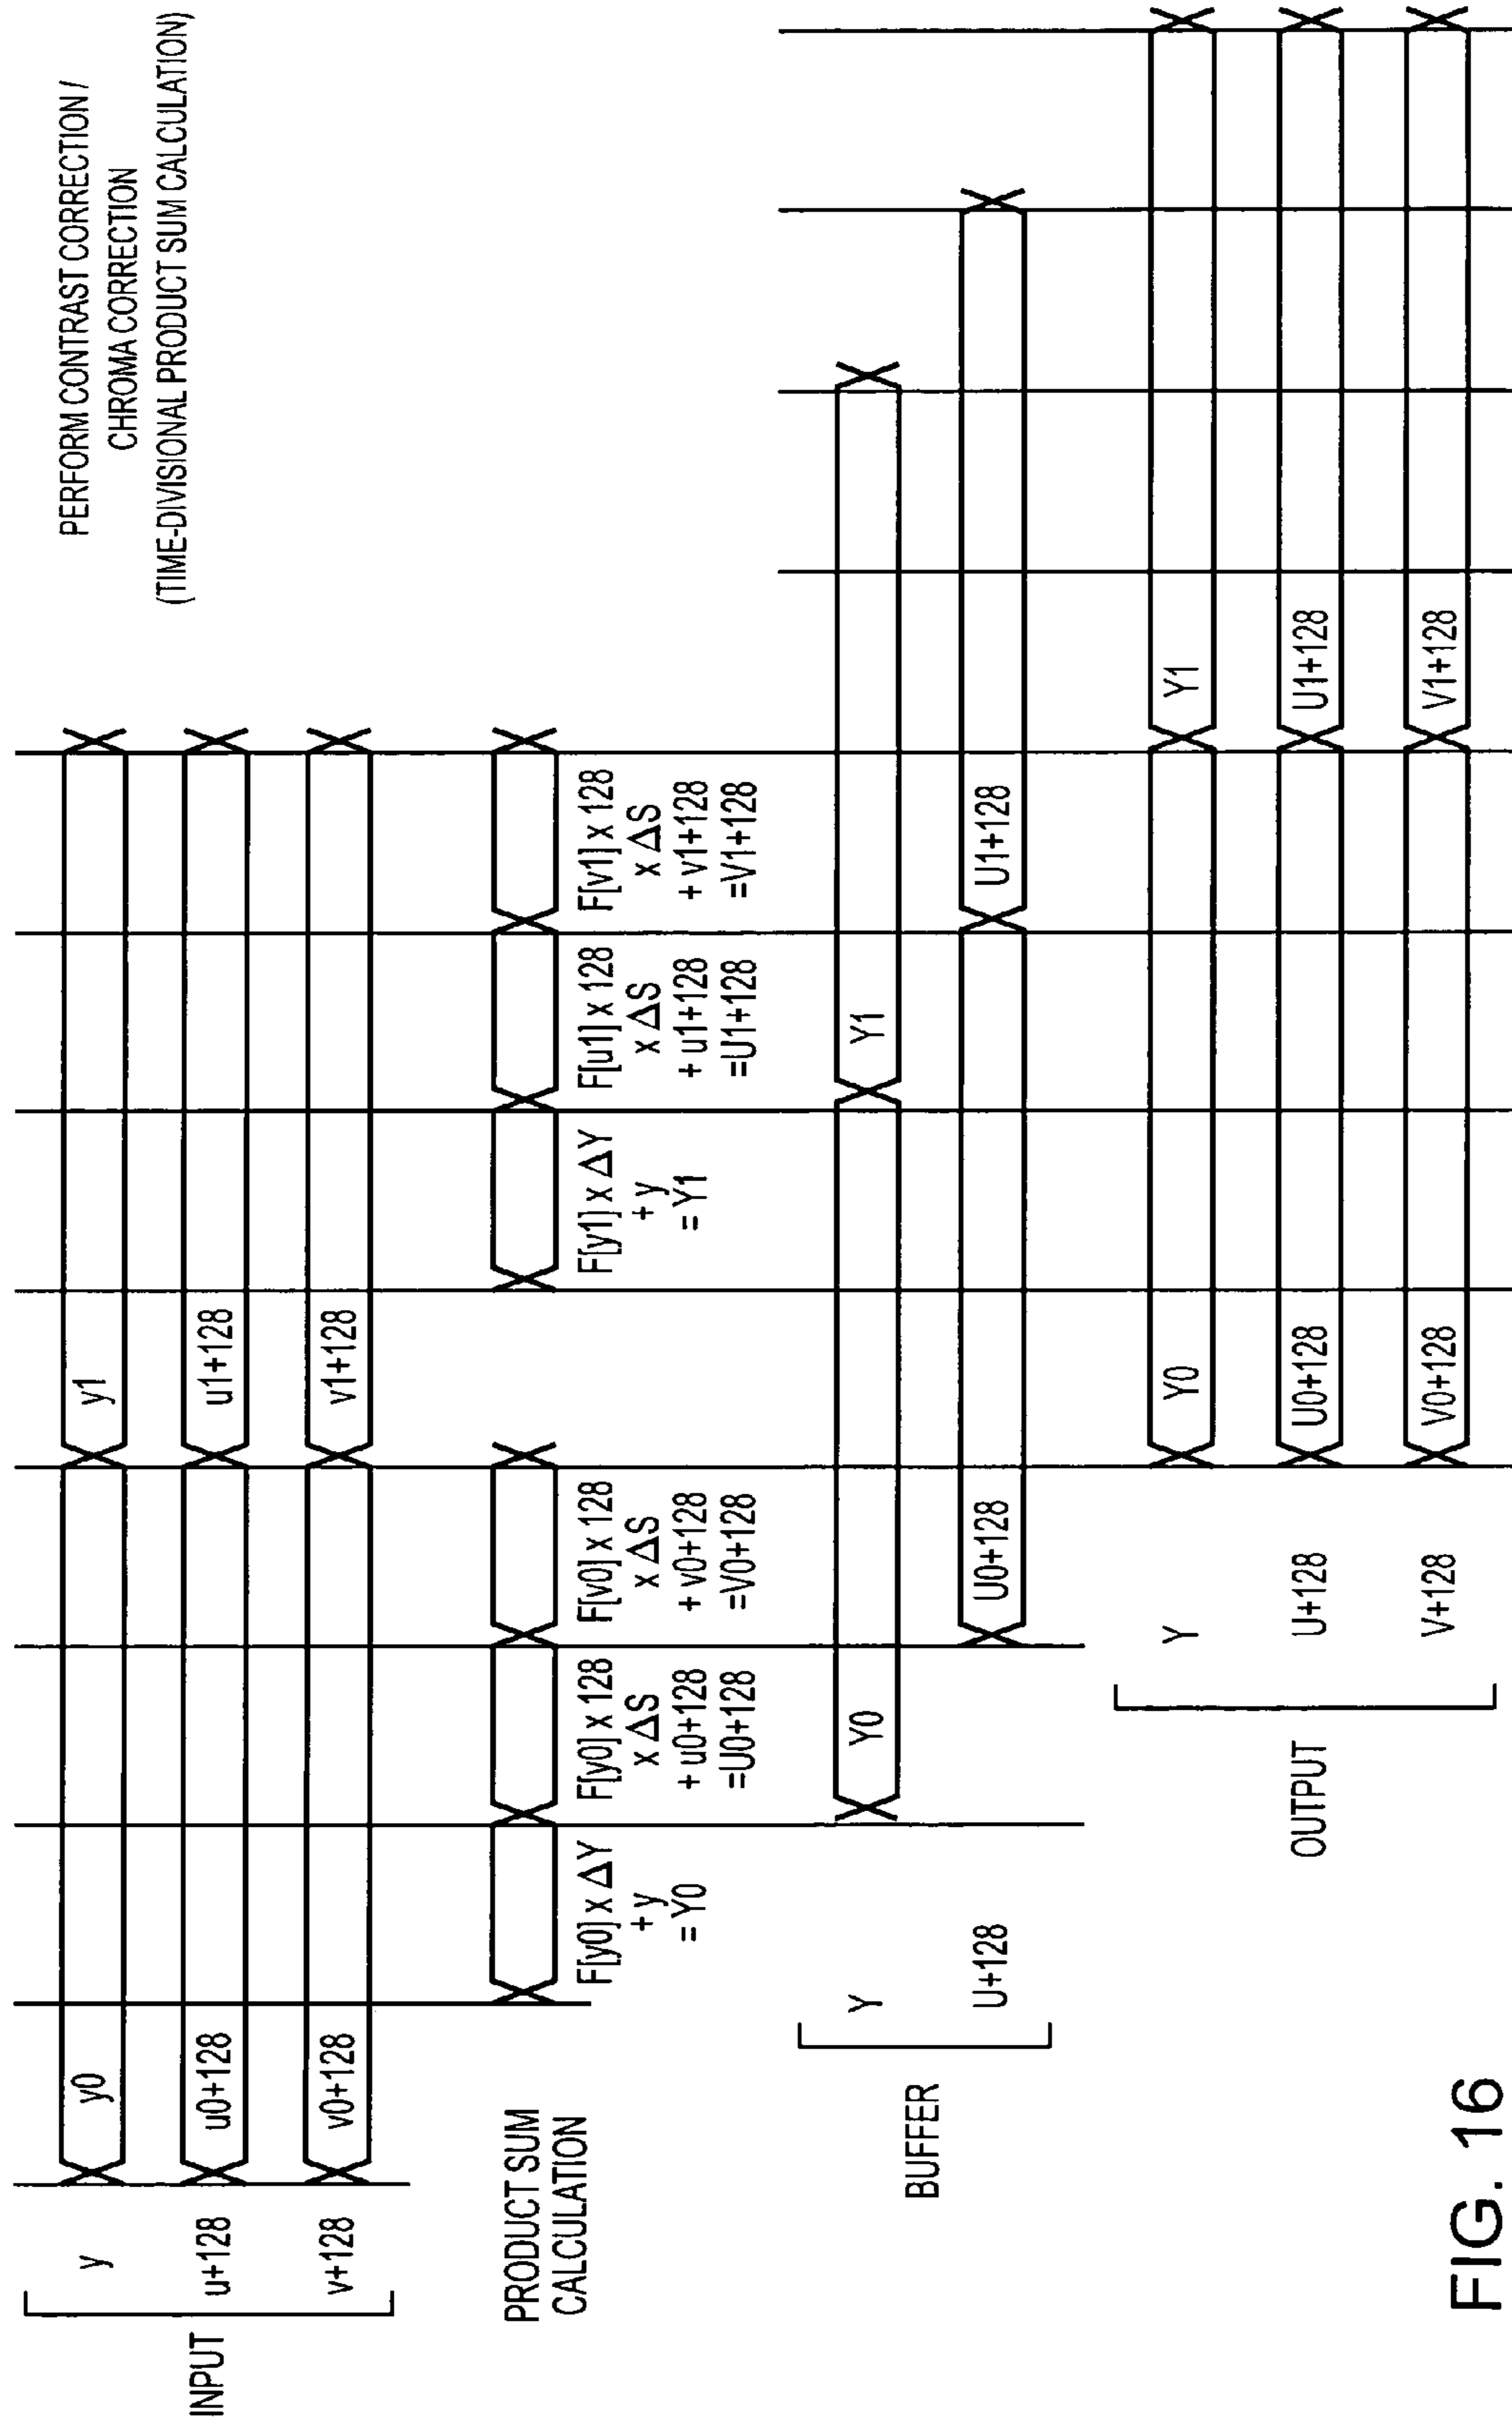 PERFORM CONTRAST CORRECTION /
CHROMA CORRECTION
(TIME-DIVISIONAL PRODUCT SUM CALCULATION)
INPUT
y
y0
y1
u+128
u0+128
u1+128
v+128
v0+128
v1+128
PRODUCT SUM
CALCULATION
F[y0] x ΔY
+ y
= Y0
F[y0] x 128
x ΔS
+ u0+128
=U0+128
F[v0] x 128
x ΔS
+ v0+128
=V0+128
F[y1] x ΔY
+ y
= Y1
F[u1] x 128
x ΔS
+ u1+128
=U1+128
F[v1] x 128
x ΔS
+ v1+128
=V1+128
BUFFER
Y
Y0
Y1
U+128
U0+128
U1+128
OUTPUT
Y
Y0
Y1
U+128
U0+128
U1+128
V+128
V0+128
V1+128
FIG. 16